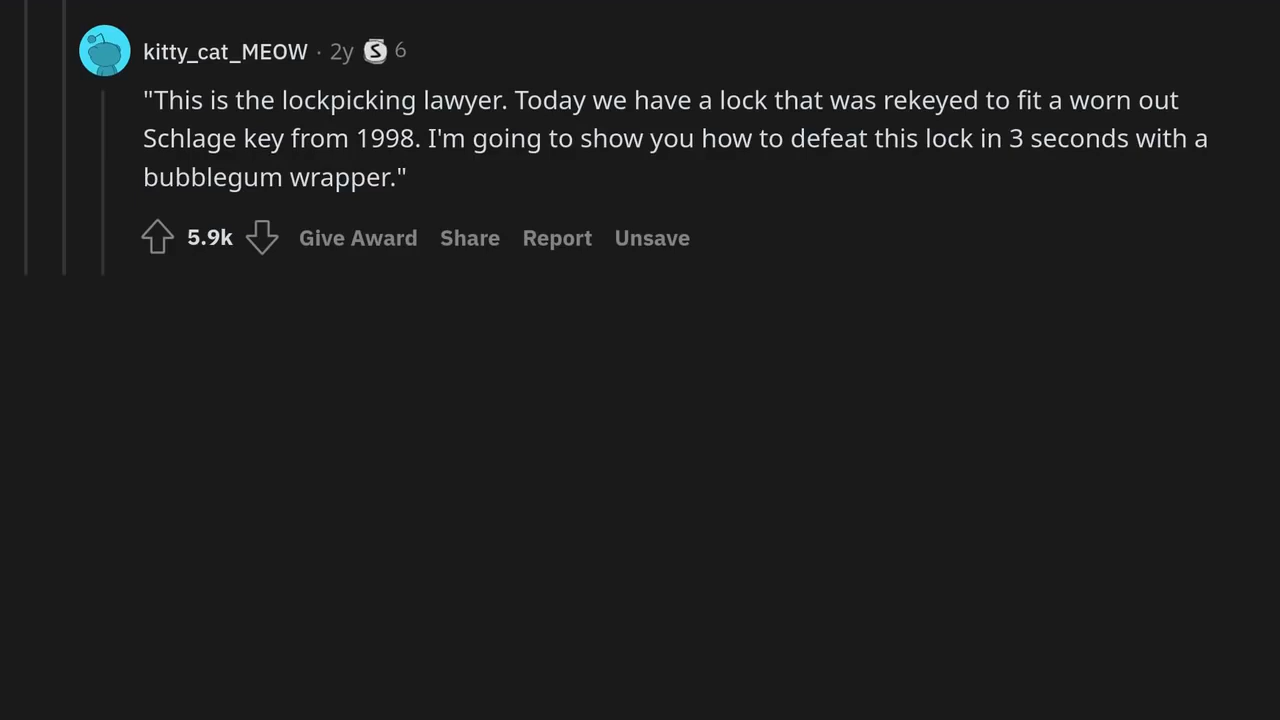 kitty_cat_MEOW · 2y S 6
"This is the lockpicking lawyer. Today we have a lock that was rekeyed to fit a worn out
Schlage key from 1998. I'm going to show you how to defeat this lock in 3 seconds with a
bubblegum wrapper."
5.9k Give Award Share Report Unsave